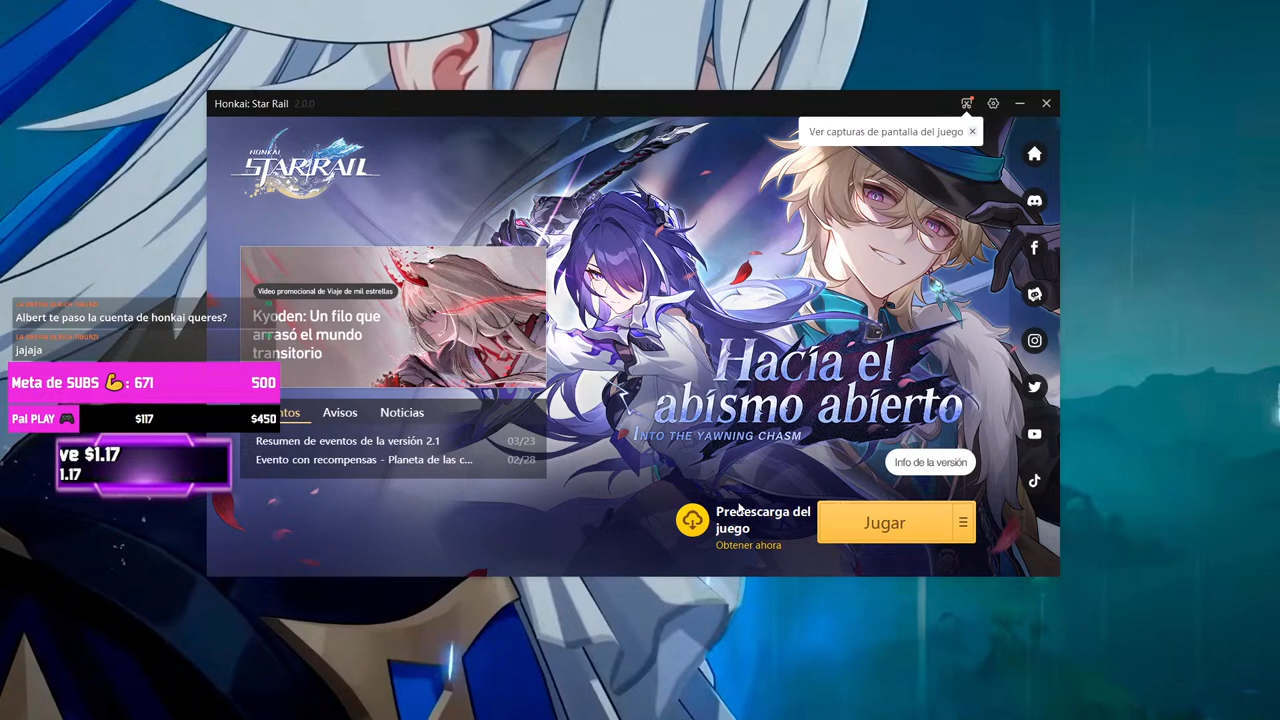 Honkai: Star Rail 2.0.0
Ver capturas de pantalla del juego
HONKAI
STAR RAIL
Video promocional de Viaje de mil estrellas
Kyoden: Un filo que
arrasó el mundo
transitorio
Albert te paso la cuenta de honkai queres?
jajaja
Meta de SUBS 💪: 671 500
Pal PLAY 🎮 $117 $450
ve $1.17
1.17
ntos Avisos Noticias
Resumen de eventos de la versión 2.1 03/23
Evento con recompensas - Planeta de las c... 02/28
Hacia el
abismo abierto
INTO THE YAWNING CHASM
Info de la versión
Predescarga del
juego
Obtener ahora
Jugar